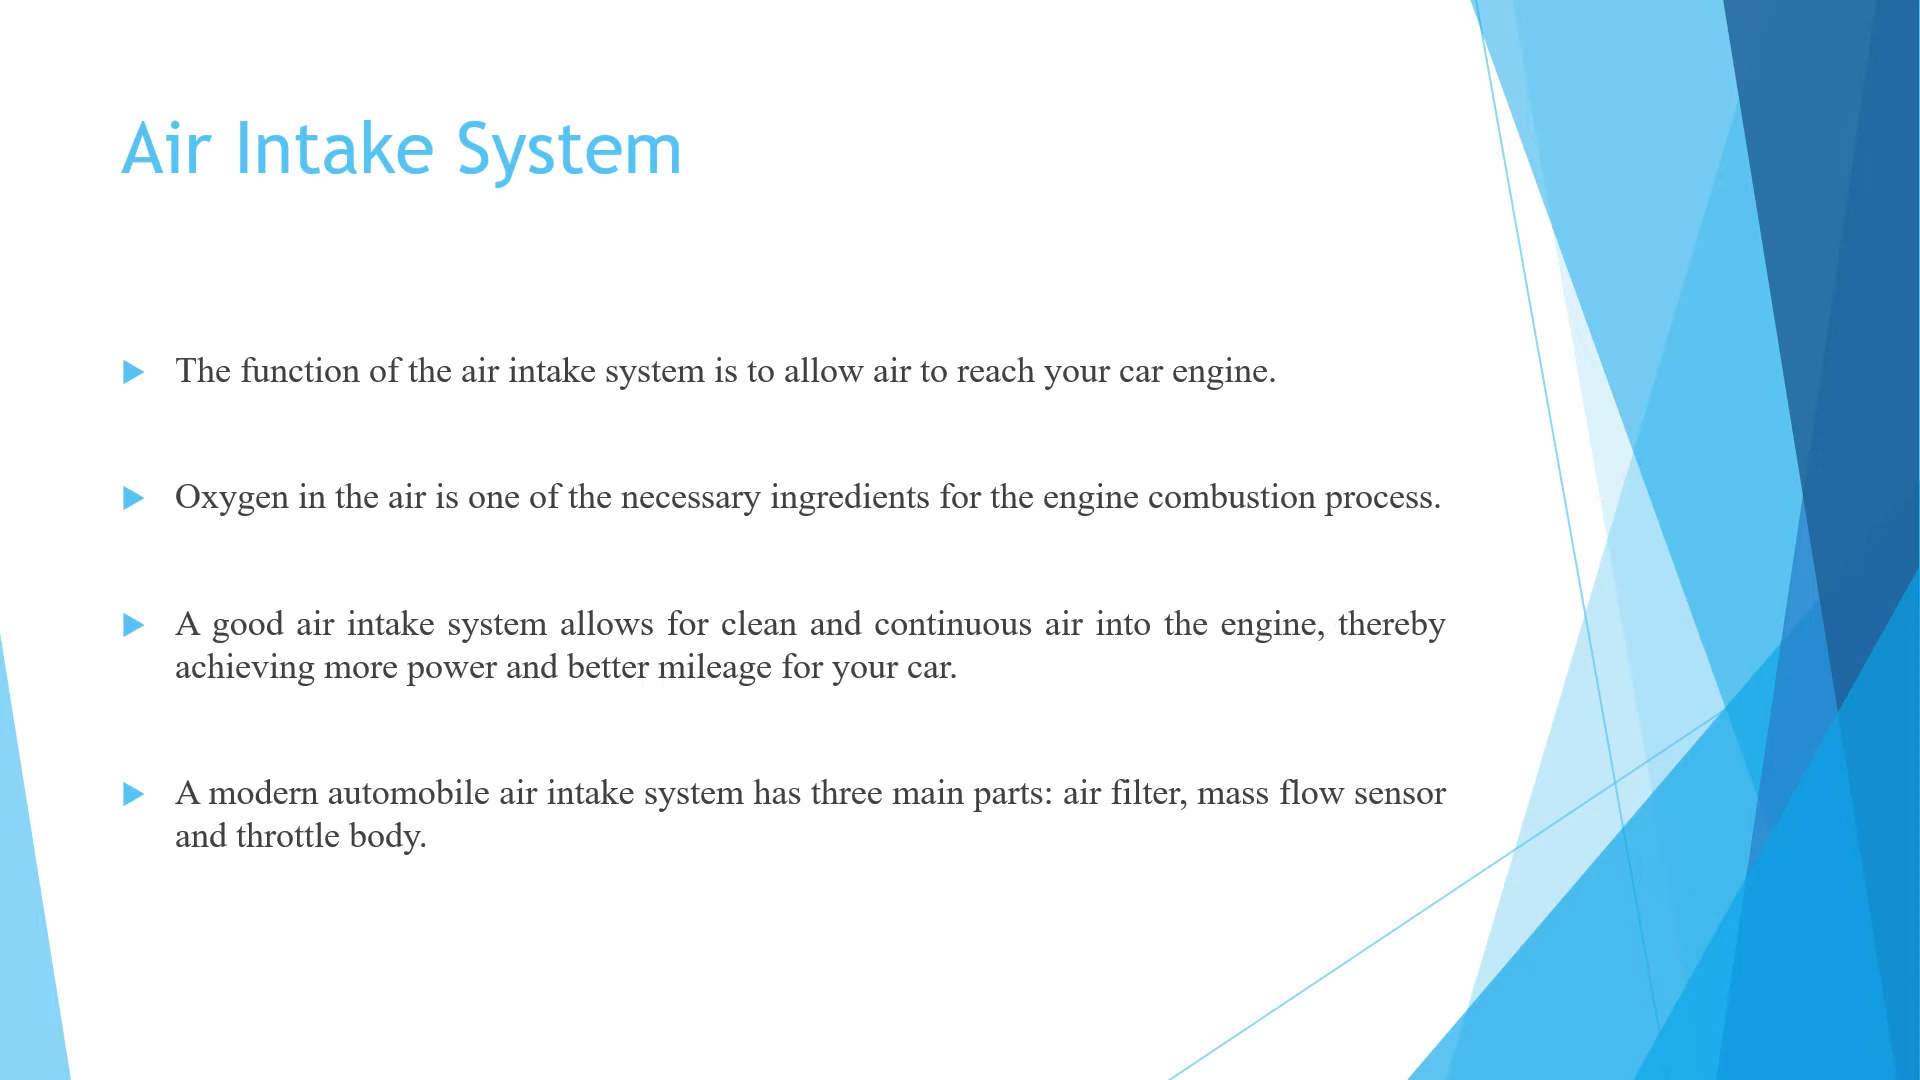 Air Intake System
The function of the air intake system is to allow air to reach your car engine.
Oxygen in the air is one of the necessary ingredients for the engine combustion process.
A good air intake system allows for clean and continuous air into the engine, thereby
achieving more power and better mileage for your car.
A modern automobile air intake system has three main parts: air filter, mass flow sensor
and throttle body.